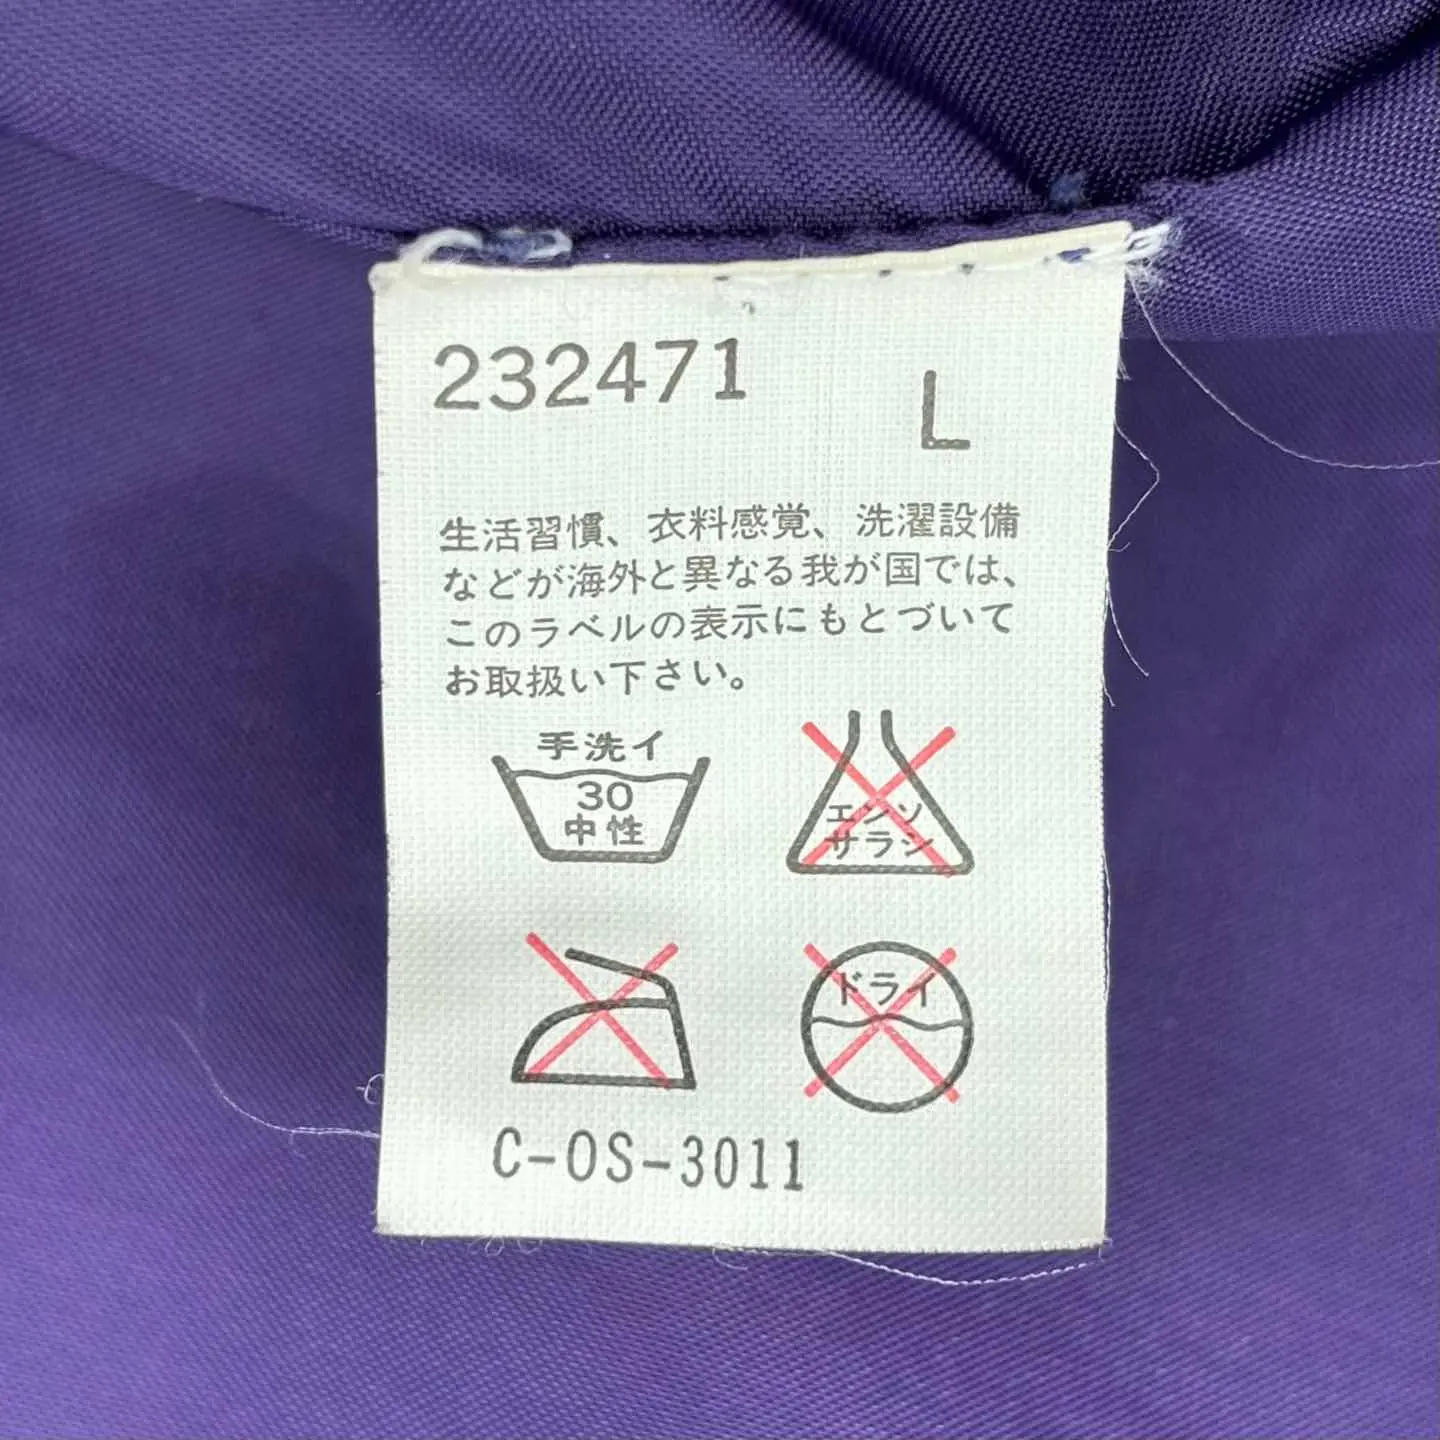 232471
L
生活習慣、衣料感覚、洗濯設備
などが海外と異なる我が国では、
このラベルの表示にもとづいて
お取扱い下さい。
手洗イ
30
中性
エンソ
サラシ
ドライ
C-OS-3011